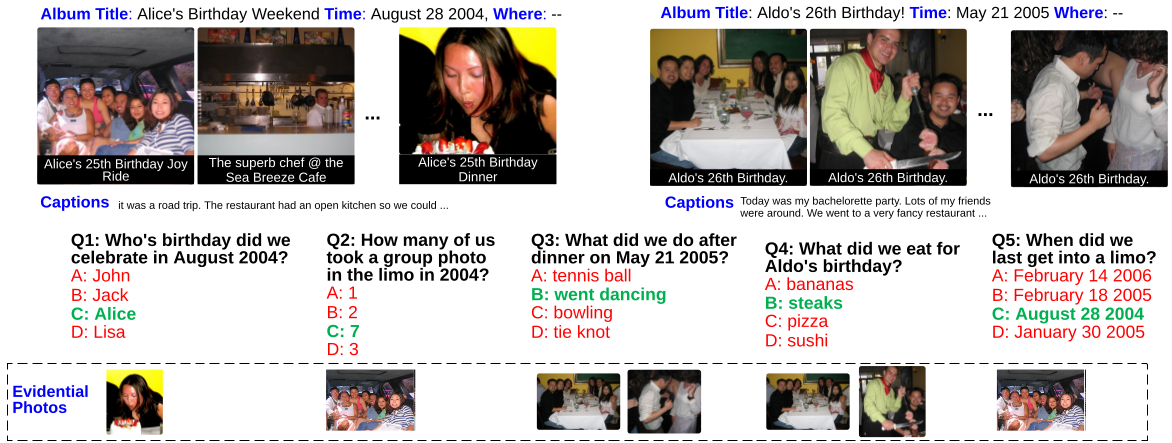 Album Title: Alice's Birthday Weekend Time: August 28 2004, Where: --
Alice's 25th Birthday Joy
Ride
The superb chef @ the
Sea Breeze Cafe
...
Alice's 25th Birthday
Dinner
Captions it was a road trip. The restaurant had an open kitchen so we could ...
Album Title: Aldo's 26th Birthday! Time: May 21 2005 Where: --
Aldo's 26th Birthday.
Aldo's 26th Birthday.
...
Aldo's 26th Birthday.
Captions Today was my bachelorette party. Lots of my friends
were around. We went to a very fancy restaurant ...
Q1: Who's birthday did we
celebrate in August 2004?
A: John
B: Jack
C: Alice
D: Lisa
Q2: How many of us
took a group photo
in the limo in 2004?
A: 1
B: 2
C: 7
D: 3
Q3: What did we do after
dinner on May 21 2005?
A: tennis ball
B: went dancing
C: bowling
D: tie knot
Q4: What did we eat for
Aldo's birthday?
A: bananas
B: steaks
C: pizza
D: sushi
Q5: When did we
last get into a limo?
A: February 14 2006
B: February 18 2005
C: August 28 2004
D: January 30 2005
Evidential
Photos